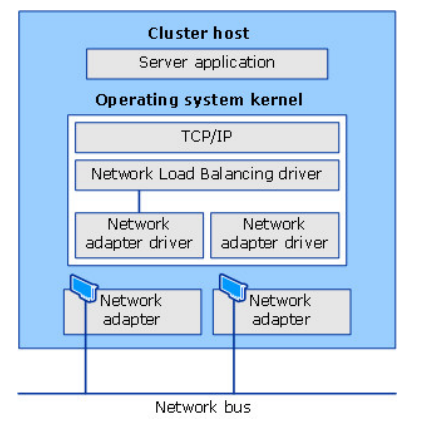 Cluster host
Server application
Operating system kernel
TCP/IP
Network Load Balancing driver
Network
adapter driver
Network
adapter driver
Network
adapter
Network
adapter
Network bus